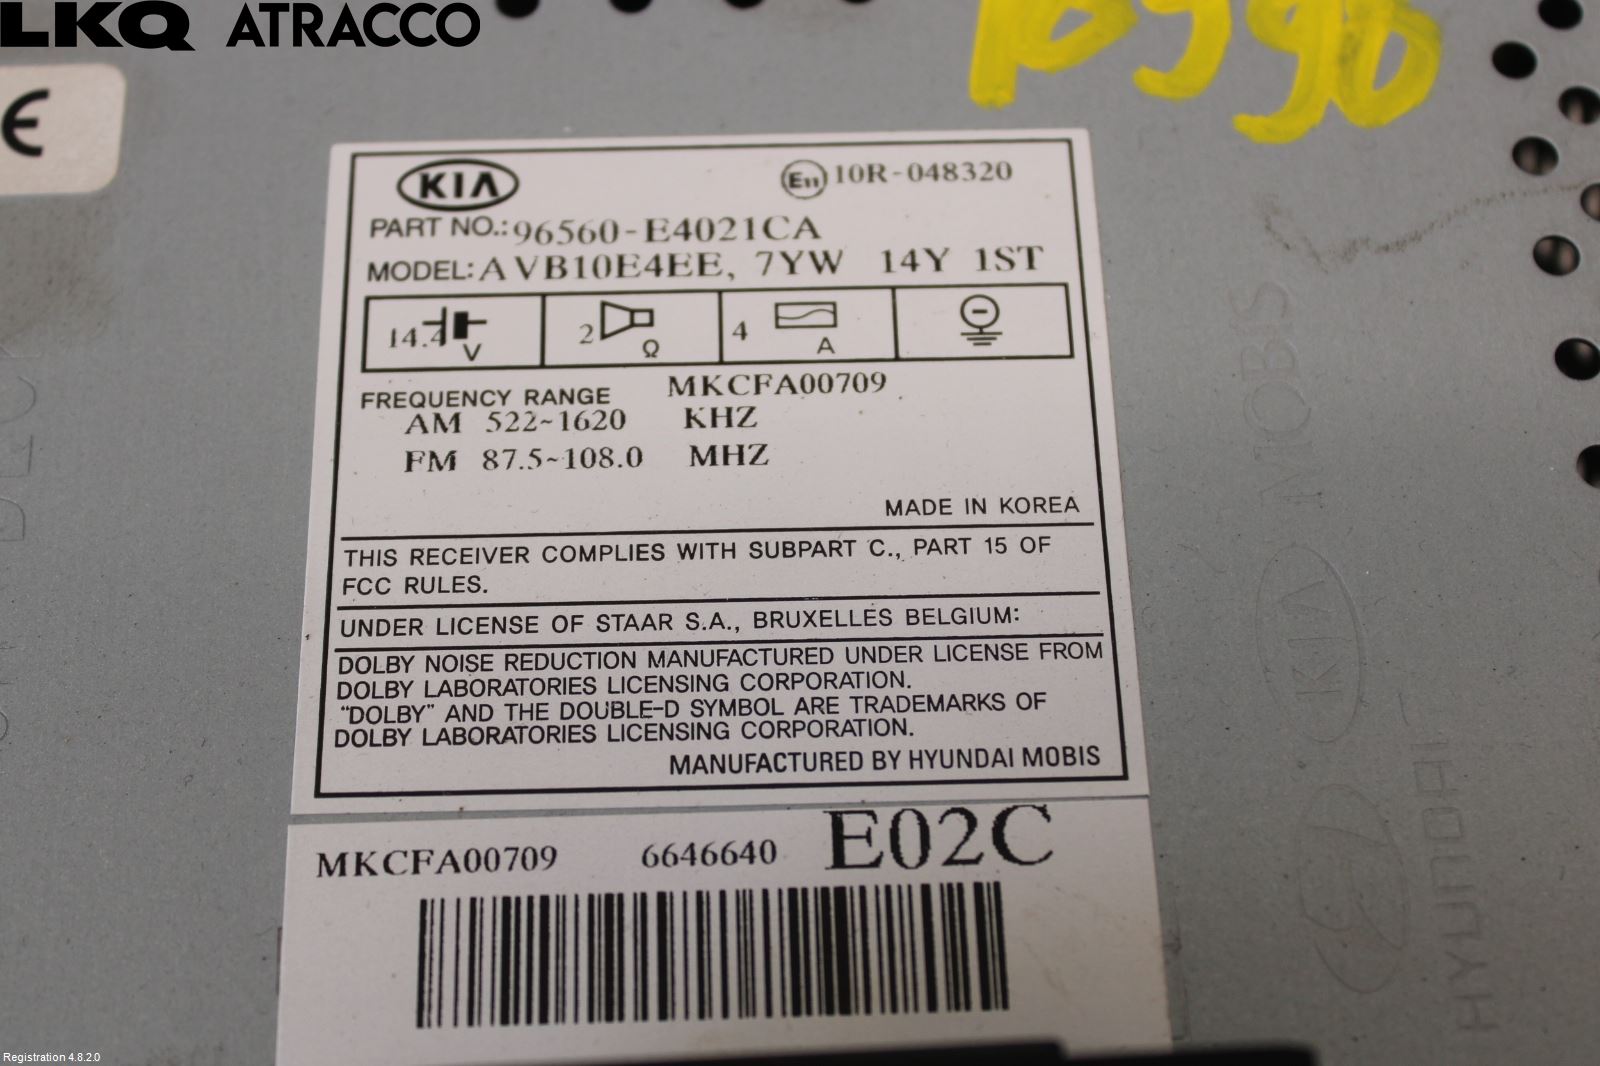 LKQ ATRACCO
CE
KIA
E11 10R-048320
PART NO.: 96560-E4021CA
MODEL: AVB10E4EE, 7YW 14Y 1ST
14.4 V
2 Ω
4 A
FREQUENCY RANGE MKCFA00709
AM 522~1620 KHZ
FM 87.5~108.0 MHZ
MADE IN KOREA
THIS RECEIVER COMPLIES WITH SUBPART C., PART 15 OF
FCC RULES.
UNDER LICENSE OF STAAR S.A., BRUXELLES BELGIUM:
DOLBY NOISE REDUCTION MANUFACTURED UNDER LICENSE FROM
DOLBY LABORATORIES LICENSING CORPORATION.
"DOLBY" AND THE DOUBLE-D SYMBOL ARE TRADEMARKS OF
DOLBY LABORATORIES LICENSING CORPORATION.
MANUFACTURED BY HYUNDAI MOBIS
MKCFA00709 6646640 E02C
MOBIS
KIA
HYUNDAI
Registration 4.8.2.0